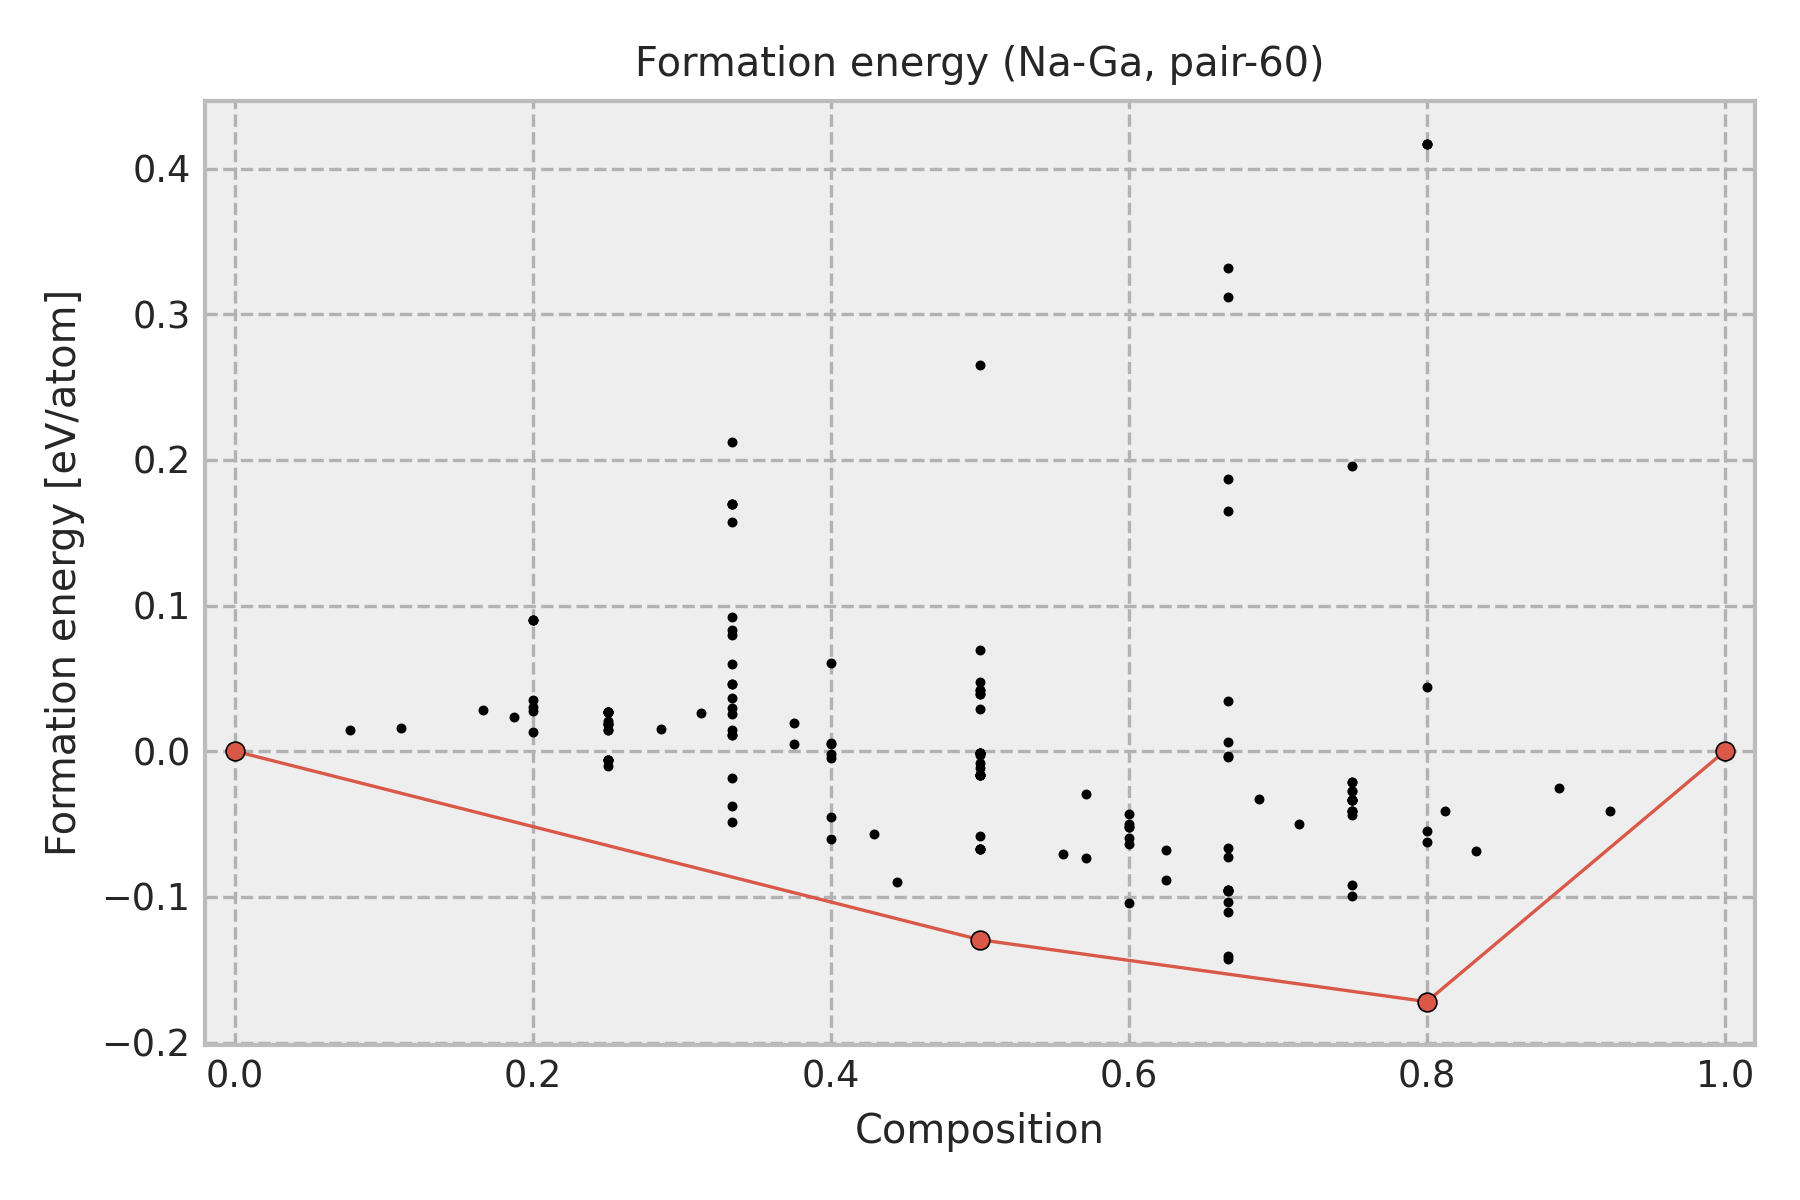 Formation energy (Na-Ga, pair-60)
Formation energy [eV/atom]
0.4
0.3
0.2
0.1
0.0
−0.1
−0.2
0.0 0.2 0.4 0.6 0.8 1.0
Composition